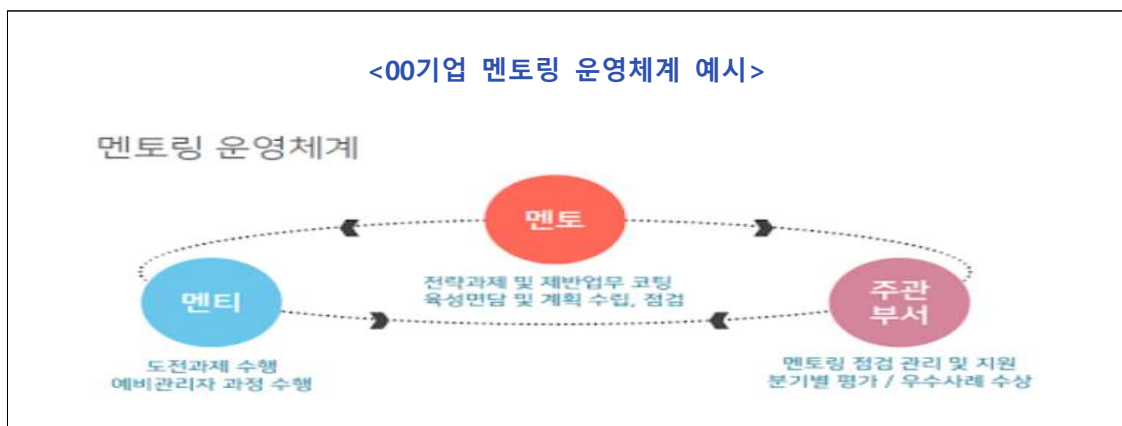 <00기업 멘토링 운영체계 예시>
멘토링 운영체계
멘토
전략과제 및 제반업무 코팅
육성면담 및 계획 수립, 점검
멘티
도전과제 수행
예비관리자 과정 수행
주관
부서
멘토링 점검 관리 및 지원
분기별 평가 / 우수사례 수상